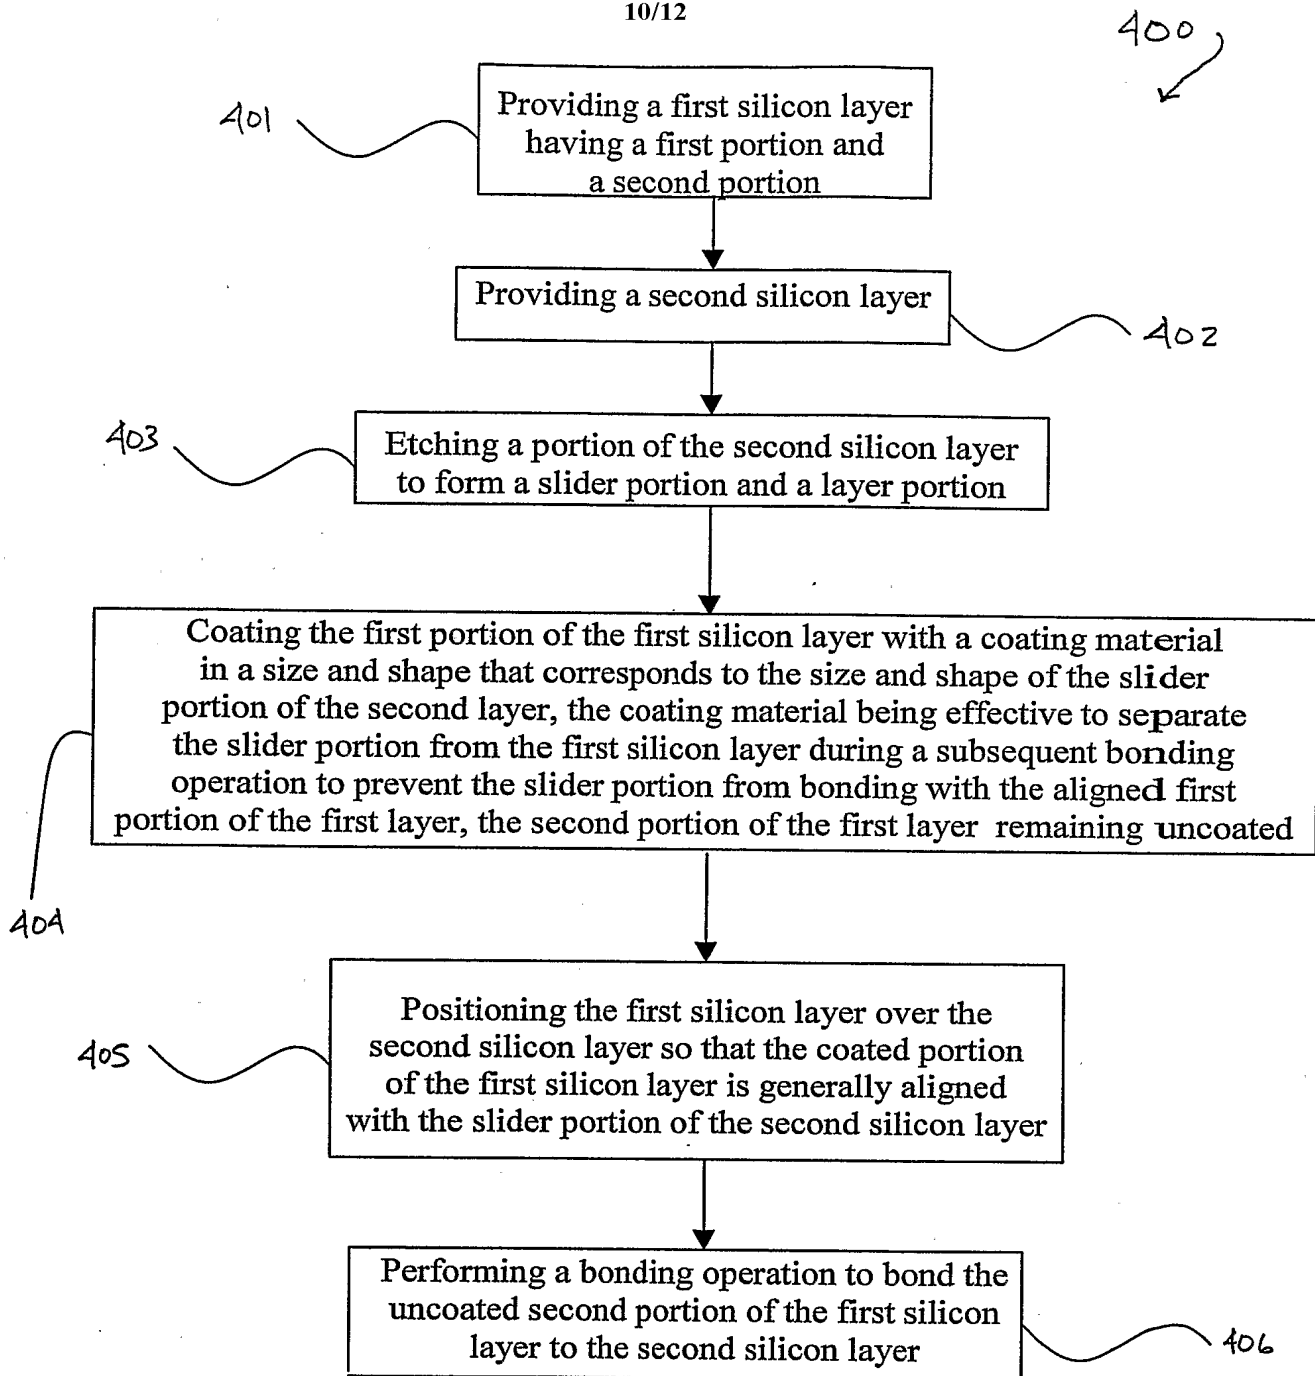 10/12
400
401
Providing a first silicon layer
having a first portion and
a second portion
Providing a second silicon layer
402
403
Etching a portion of the second silicon layer
to form a slider portion and a layer portion
Coating the first portion of the first silicon layer with a coating material
in a size and shape that corresponds to the size and shape of the slider
portion of the second layer, the coating material being effective to separate
the slider portion from the first silicon layer during a subsequent bonding
operation to prevent the slider portion from bonding with the aligned first
portion of the first layer, the second portion of the first layer remaining uncoated
404
Positioning the first silicon layer over the
second silicon layer so that the coated portion
of the first silicon layer is generally aligned
with the slider portion of the second silicon layer
405
Performing a bonding operation to bond the
uncoated second portion of the first silicon
layer to the second silicon layer
406